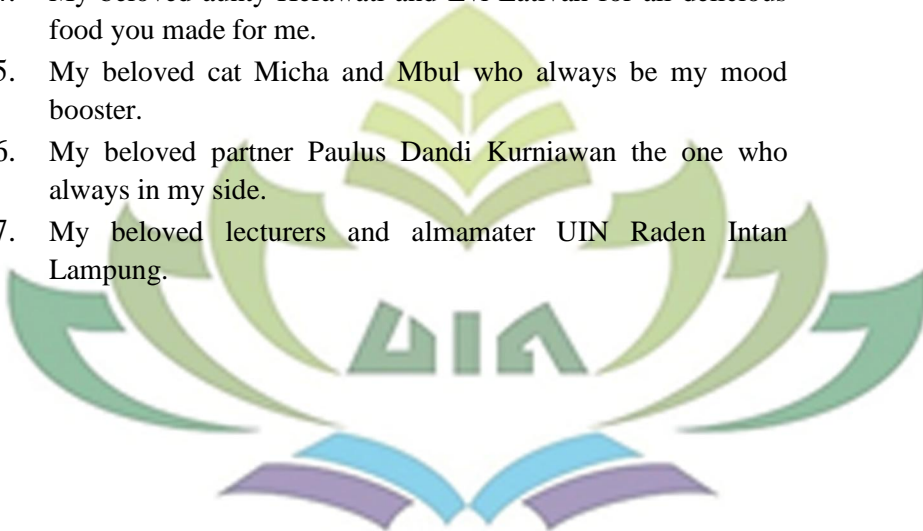 food you made for me.
5. My beloved cat Micha and Mbul who always be my mood
booster.
6. My beloved partner Paulus Dandi Kurniawan the one who
always in my side.
7. My beloved lecturers and almamater UIN Raden Intan
Lampung.
UIN